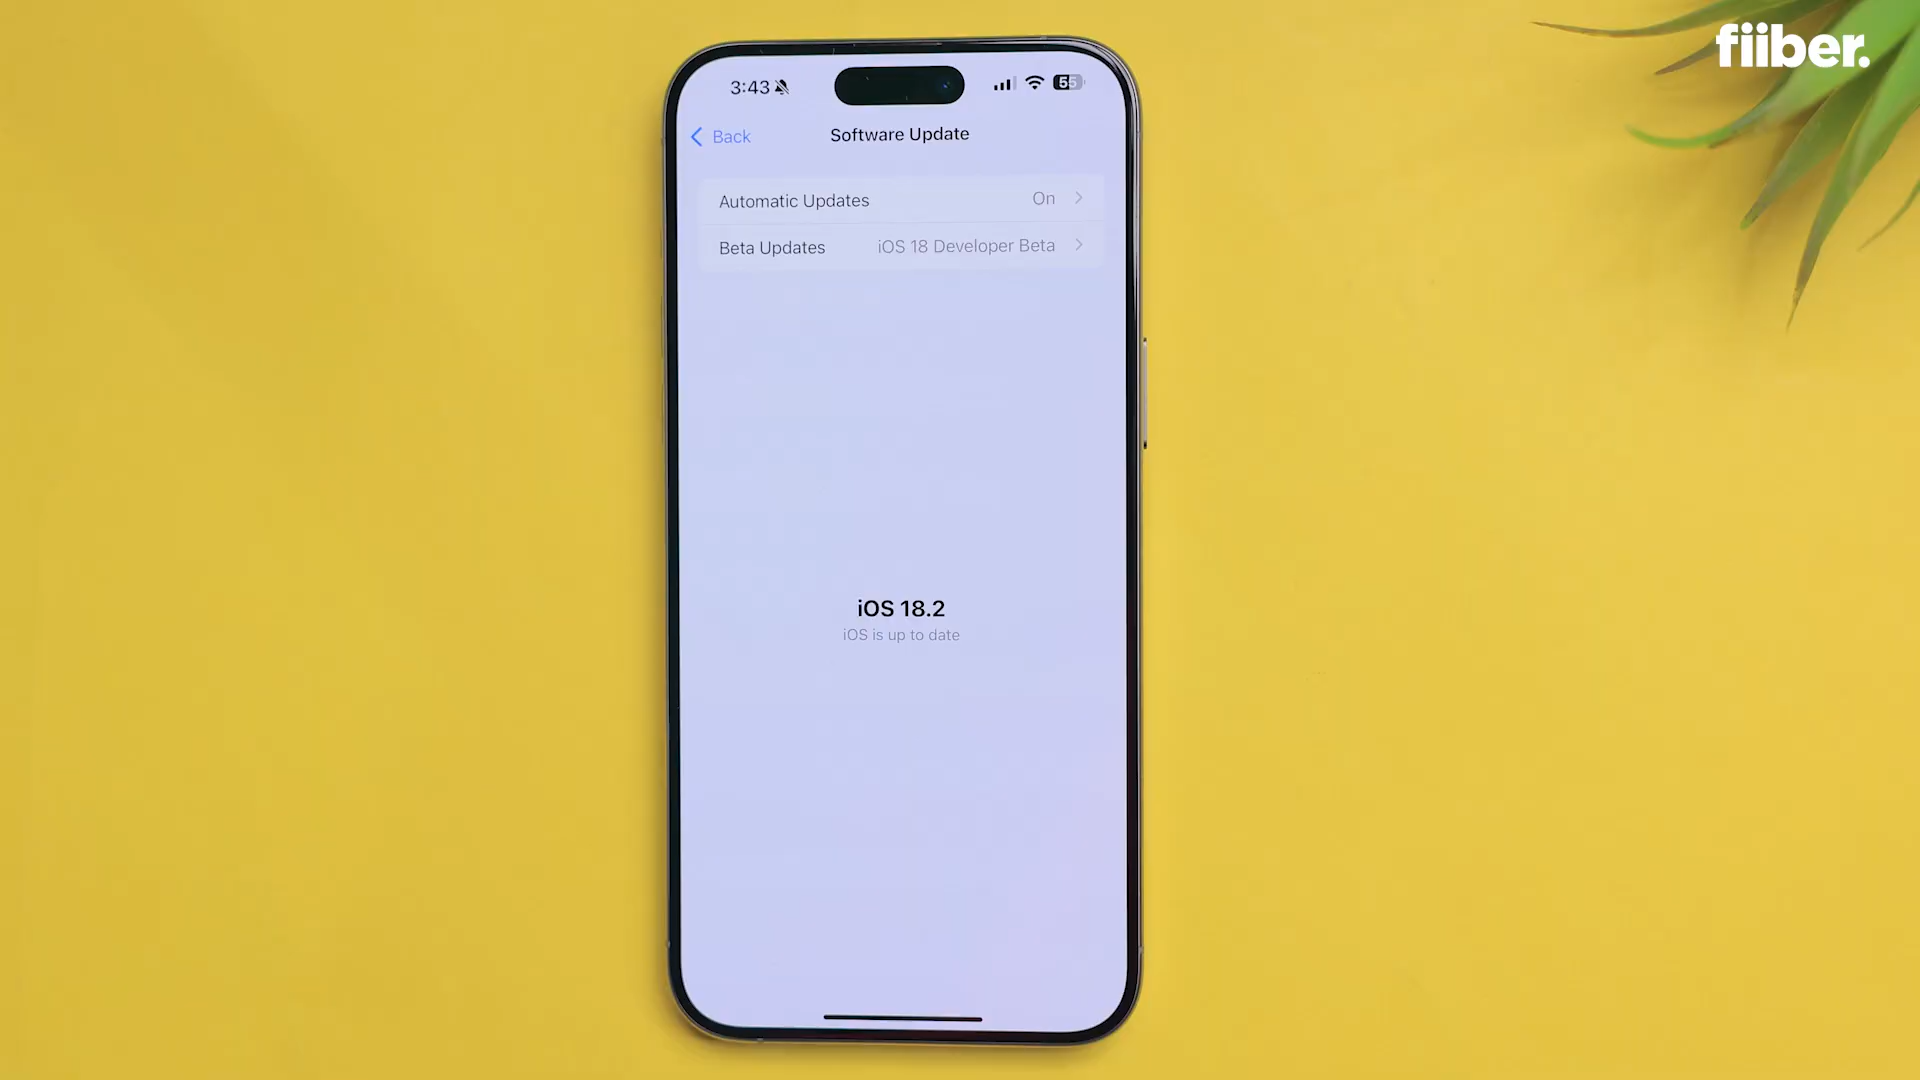 fiiber.
3:43
55
Back
Software Update
Automatic Updates On
Beta Updates iOS 18 Developer Beta
iOS 18.2
iOS is up to date